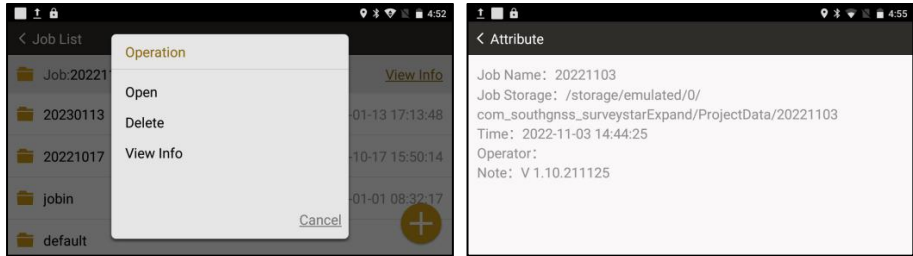 4:52
Job List
Operation
Job:20221
View Info
Open
20230113
-01-13 17:13:48
Delete
20221017
View Info
-10-17 15:50:14
jobin
-01-01 08:32:17
Cancel
default
4:55
Attribute
Job Name: 20221103
Job Storage: /storage/emulated/0/
com_southgnss_surveystarExpand/ProjectData/20221103
Time: 2022-11-03 14:44:25
Operator:
Note: V 1.10.211125